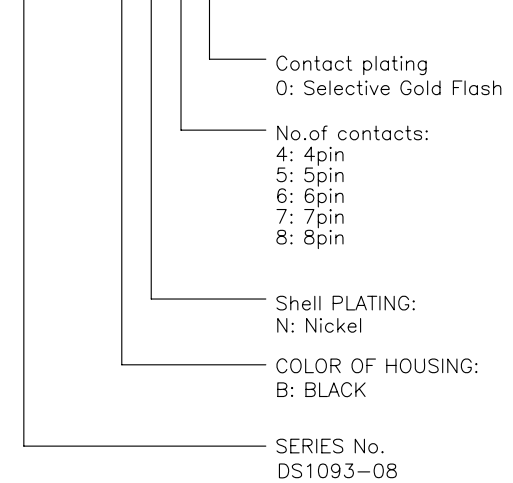 Contact plating
0: Selective Gold Flash
No.of contacts:
4: 4pin
5: 5pin
6: 6pin
7: 7pin
8: 8pin
Shell PLATING:
N: Nickel
COLOR OF HOUSING:
B: BLACK
SERIES No.
DS1093-08